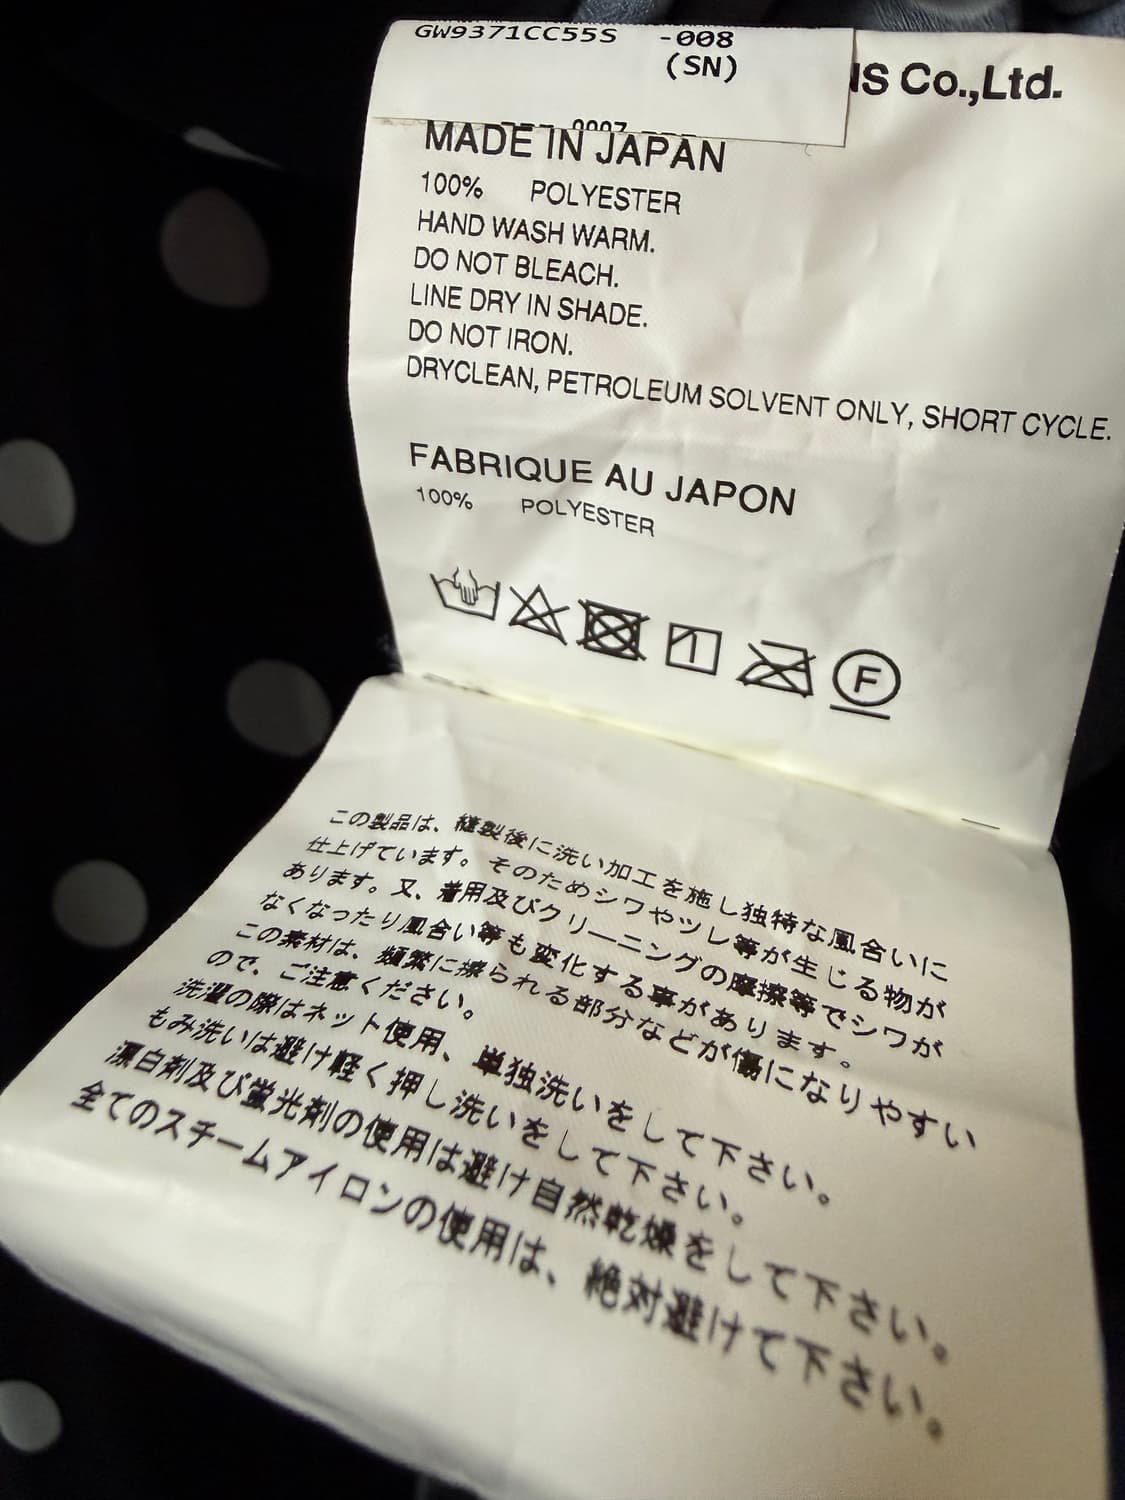 GW9371CC55S -008
(SN)
NS Co.,Ltd.
MADE IN JAPAN
100% POLYESTER
HAND WASH WARM.
DO NOT BLEACH.
LINE DRY IN SHADE.
DO NOT IRON.
DRYCLEAN, PETROLEUM SOLVENT ONLY, SHORT CYCLE.
FABRIQUE AU JAPON
100% POLYESTER
F
この製品は、縫製後に洗い加工を施し独特な風合いに
仕上げています。そのためシワやツレ等が生じる物が
あります。又、着用及びクリーニングの摩擦等でシワが
なくなったり風合い等も変化する事があります。
この素材は、頻繁に擦られる部分などが傷になりやすい
ので、ご注意ください。
洗濯の際はネット使用、単独洗いをして下さい。
もみ洗いは避け軽く押し洗いをして下さい。
漂白剤及び蛍光剤の使用は避け自然乾燥をして下さい。
全てのスチームアイロンの使用は、絶対避けて下さい。